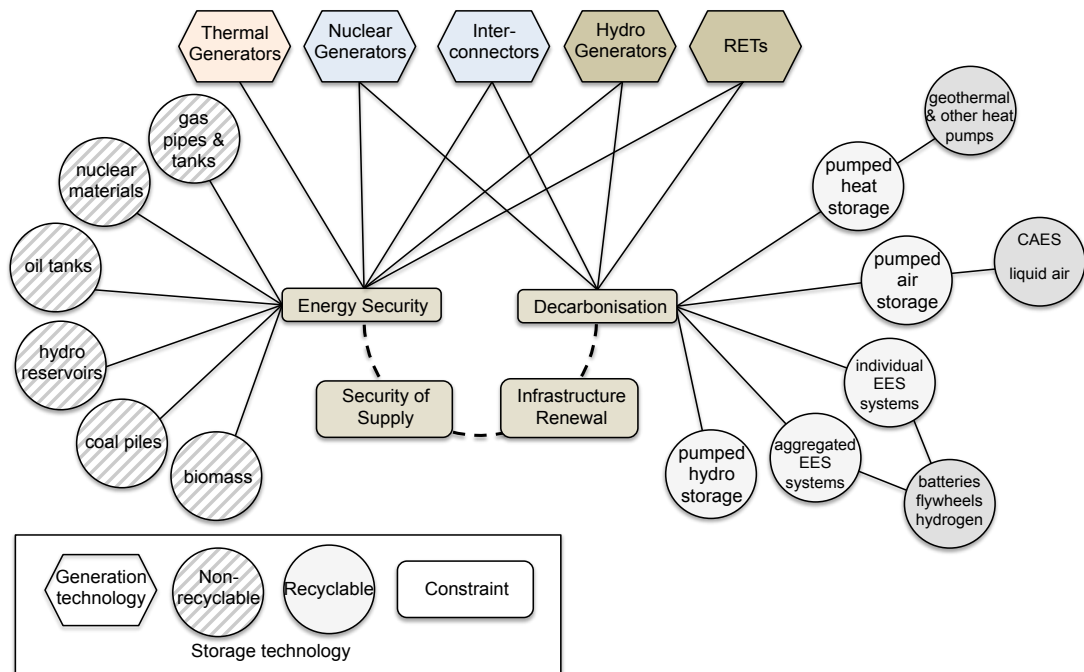 Thermal
Generators
Nuclear
Generators
Inter-
connectors
Hydro
Generators
RETs
gas
pipes &
tanks
nuclear
materials
oil tanks
hydro
reservoirs
coal piles
biomass
geothermal
& other heat
pumps
pumped
heat
storage
CAES
liquid air
pumped
air
storage
Energy Security
Decarbonisation
individual
EES
systems
Security of
Supply
Infrastructure
Renewal
pumped
hydro
storage
aggregated
EES
systems
batteries
flywheels
hydrogen
Generation
technology
Non-
recyclable
Recyclable
Constraint
Storage technology